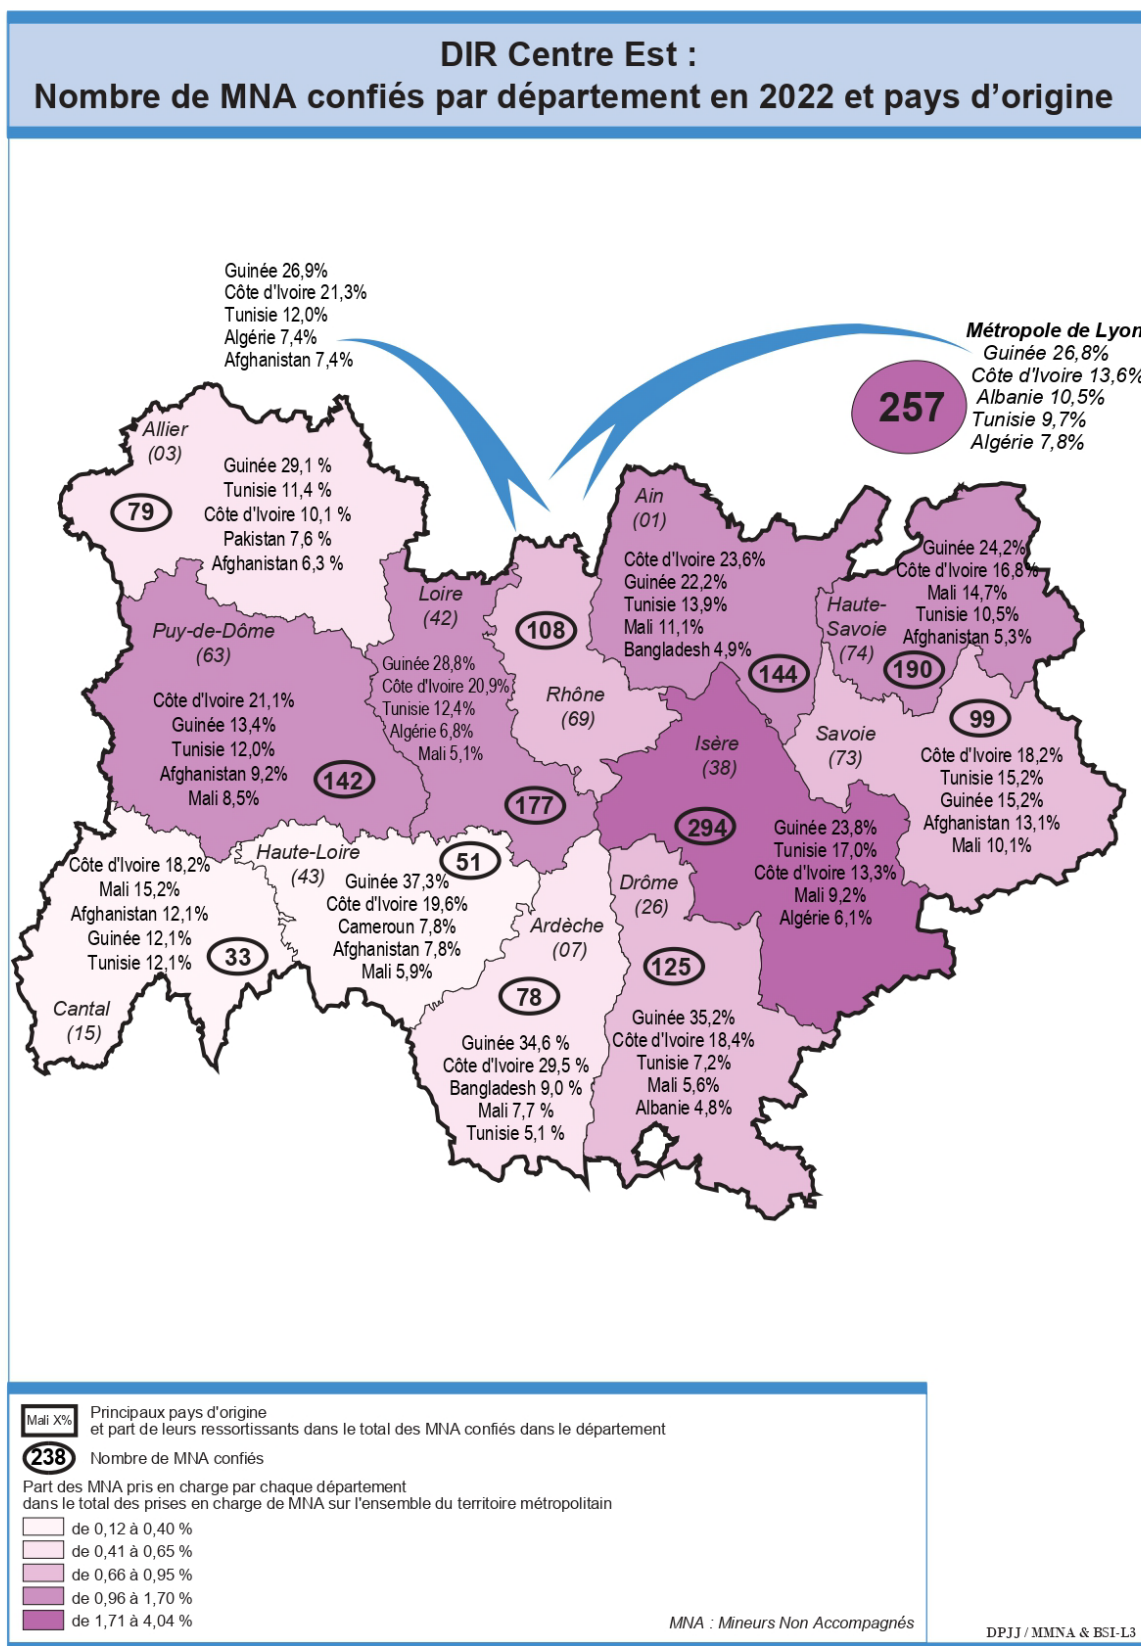 DIR Centre Est :
Nombre de MNA confiés par département en 2022 et pays d'origine
Guinée 26,9%
Côte d'Ivoire 21,3%
Tunisie 12,0%
Algérie 7,4%
Afghanistan 7,4%
Métropole de Lyon
Guinée 26,8%
Côte d'Ivoire 13,6%
Albanie 10,5%
Tunisie 9,7%
Algérie 7,8%
257
Allier
(03)
79
Guinée 29,1 %
Tunisie 11,4 %
Côte d'Ivoire 10,1 %
Pakistan 7,6 %
Afghanistan 6,3 %
Ain
(01)
Côte d'Ivoire 23,6%
Guinée 22,2%
Tunisie 13,9%
Mali 11,1%
Bangladesh 4,9%
144
Haute-
Savoie
(74)
Guinée 24,2%
Côte d'Ivoire 16,8%
Mali 14,7%
Tunisie 10,5%
Afghanistan 5,3%
190
Loire
(42)
Guinée 28,8%
Côte d'Ivoire 20,9%
Tunisie 12,4%
Algérie 6,8%
Mali 5,1%
177
108
Rhône
(69)
Puy-de-Dôme
(63)
Côte d'Ivoire 21,1%
Guinée 13,4%
Tunisie 12,0%
Afghanistan 9,2%
Mali 8,5%
142
Savoie
(73)
99
Côte d'Ivoire 18,2%
Tunisie 15,2%
Guinée 15,2%
Afghanistan 13,1%
Mali 10,1%
Isère
(38)
294
Guinée 23,8%
Tunisie 17,0%
Côte d'Ivoire 13,3%
Mali 9,2%
Algérie 6,1%
Côte d'Ivoire 18,2%
Mali 15,2%
Afghanistan 12,1%
Guinée 12,1%
Tunisie 12,1%
33
Cantal
(15)
Haute-Loire
(43)
51
Guinée 37,3%
Côte d'Ivoire 19,6%
Cameroun 7,8%
Afghanistan 7,8%
Mali 5,9%
Ardèche
(07)
78
Guinée 34,6 %
Côte d'Ivoire 29,5 %
Bangladesh 9,0 %
Mali 7,7 %
Tunisie 5,1 %
Drôme
(26)
125
Guinée 35,2%
Côte d'Ivoire 18,4%
Tunisie 7,2%
Mali 5,6%
Albanie 4,8%
Mali X%
Principaux pays d'origine
et part de leurs ressortissants dans le total des MNA confiés dans le département
238
Nombre de MNA confiés
Part des MNA pris en charge par chaque département
dans le total des prises en charge de MNA sur l'ensemble du territoire métropolitain
de 0,12 à 0,40 %
de 0,41 à 0,65 %
de 0,66 à 0,95 %
de 0,96 à 1,70 %
de 1,71 à 4,04 %
MNA : Mineurs Non Accompagnés
DPJJ / MMNA & BSI-L3